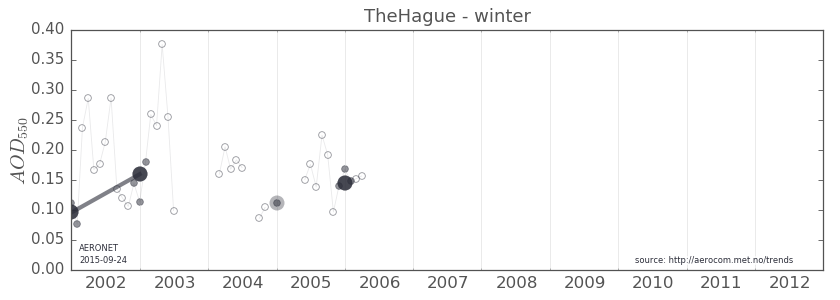 TheHague - winter
0.40
0.35
0.30
0.25
0.20
0.15
0.10
0.05
0.00
AOD550
AERONET
2015-09-24
source: http://aerocom.met.no/trends
2002 2003 2004 2005 2006 2007 2008 2009 2010 2011 2012